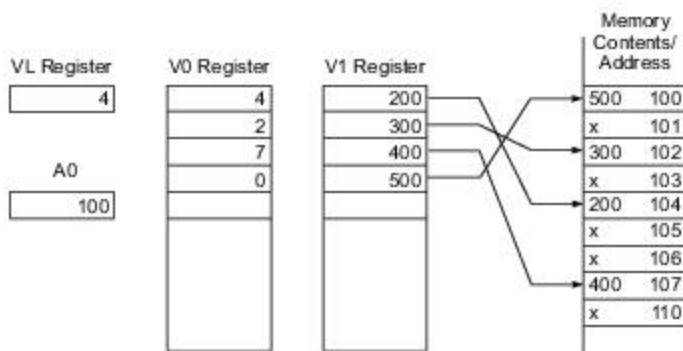 Memory
Contents/
Address
VL Register V0 Register V1 Register
4 4 200 500 100
2 300 x 101
A0 7 400 300 102
0 500 x 103
100 200 104
x 105
x 106
400 107
x 110